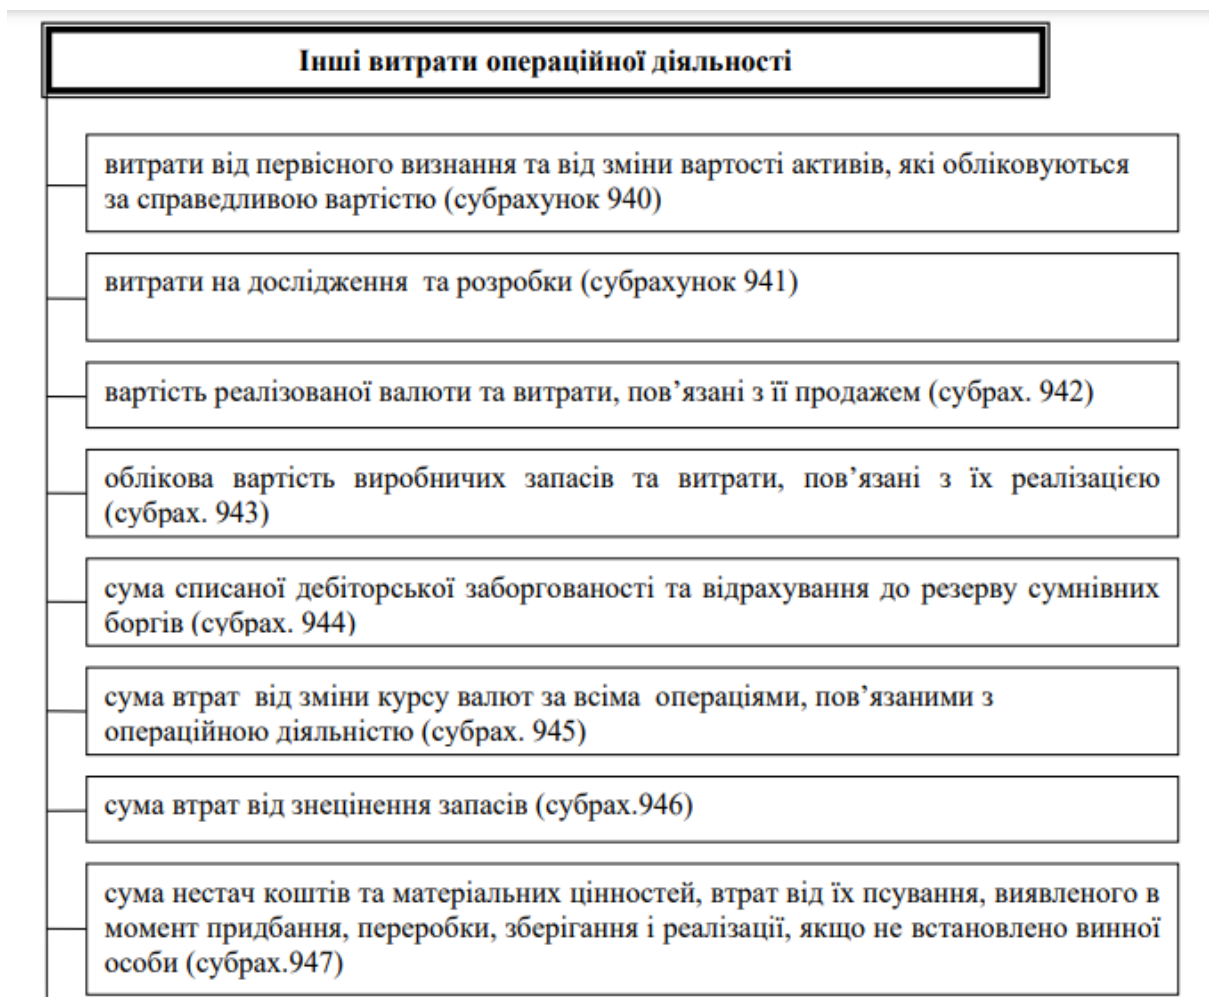 Інші витрати операційної діяльності
витрати від первісного визнання та від зміни вартості активів, які обліковуються
за справедливою вартістю (субрахунок 940)
витрати на дослідження та розробки (субрахунок 941)
вартість реалізованої валюти та витрати, пов’язані з її продажем (субрах. 942)
облікова вартість виробничих запасів та витрати, пов’язані з їх реалізацією
(субрах. 943)
сума списаної дебіторської заборгованості та відрахування до резерву сумнівних
боргів (субрах. 944)
сума втрат від зміни курсу валют за всіма операціями, пов’язаними з
операційною діяльністю (субрах. 945)
сума втрат від знецінення запасів (субрах.946)
сума нестач коштів та матеріальних цінностей, втрат від їх псування, виявленого в
момент придбання, переробки, зберігання і реалізації, якщо не встановлено винної
особи (субрах.947)